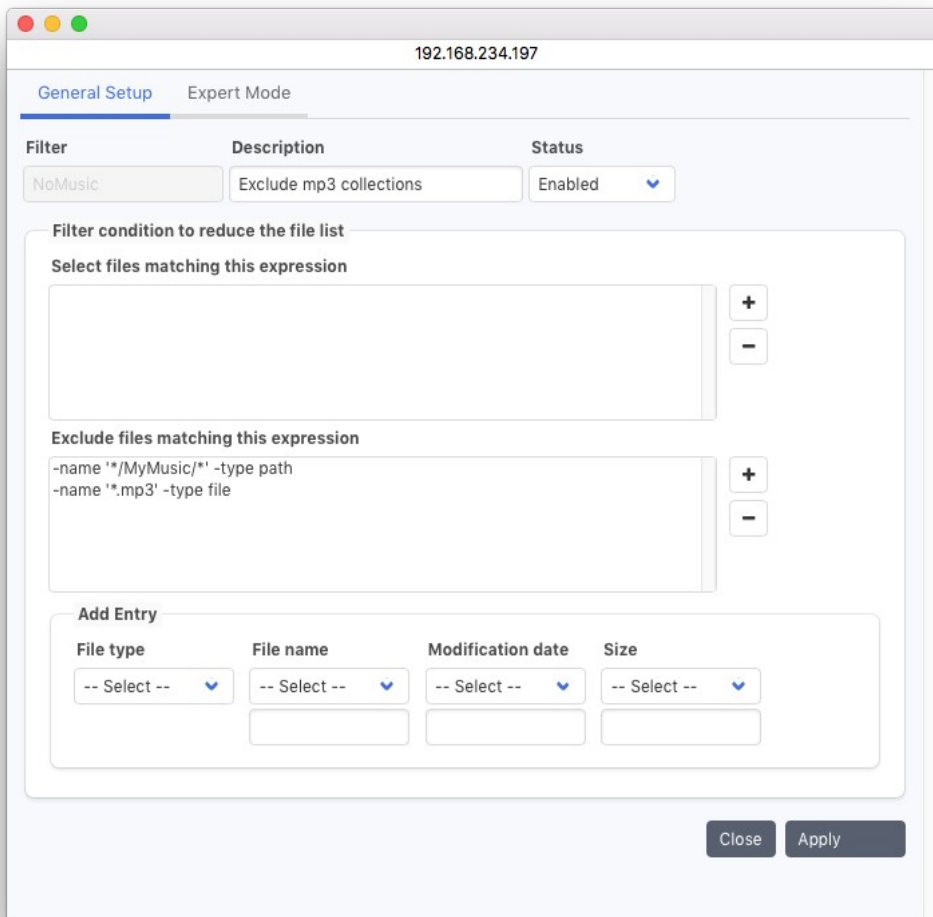 192.168.234.197
General Setup Expert Mode
Filter Description Status
NoMusic Exclude mp3 collections Enabled
Filter condition to reduce the file list
Select files matching this expression
+
−
Exclude files matching this expression
-name '*/MyMusic/*' -type path
-name '*.mp3' -type file
+
−
Add Entry
File type File name Modification date Size
-- Select -- -- Select -- -- Select -- -- Select --
Close Apply